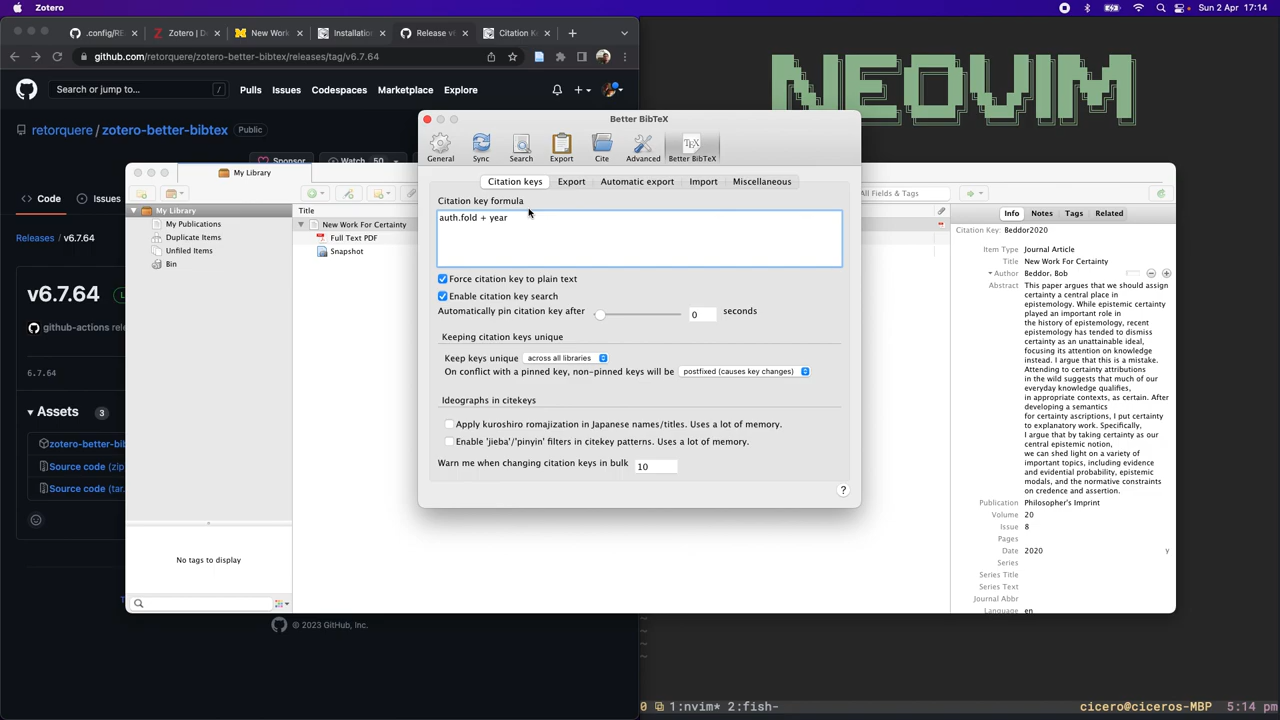 Zotero
Sun 2 Apr 17:14
.config/RE
Zotero | De
New Work
Installation
Release v6
Citation K
github.com/retorquere/zotero-better-bibtex/releases/tag/v6.7.64
Search or jump to...
/
Pulls
Issues
Codespaces
Marketplace
Explore
NEOVIM
retorquere / zotero-better-bibtex
Public
Sponsor
Watch 50
Code
Issues
Releases / v6.7.64
v6.7.64
github-actions rele
6.7.64
Assets 3
zotero-better-bi
Source code (zip
Source code (tar.
© 2023 GitHub, Inc.
My Library
My Library
My Publications
Duplicate Items
Unfiled Items
Bin
No tags to display
Title
New Work For Certainty
Full Text PDF
Snapshot
All Fields & Tags
Better BibTeX
General
Sync
Search
Export
Cite
Advanced
Better BibTeX
Citation keys
Export
Automatic export
Import
Miscellaneous
Citation key formula
auth.fold + year
Force citation key to plain text
Enable citation key search
Automatically pin citation key after
0
seconds
Keeping citation keys unique
Keep keys unique across all libraries
On conflict with a pinned key, non-pinned keys will be postfixed (causes key changes)
Ideographs in citekeys
Apply kuroshiro romajization in Japanese names/titles. Uses a lot of memory.
Enable 'jieba'/'pinyin' filters in citekey patterns. Uses a lot of memory.
Warn me when changing citation keys in bulk 10
?
Info
Notes
Tags
Related
Citation Key: Beddor2020
Item Type Journal Article
Title New Work For Certainty
Author Beddor, Bob
Abstract This paper argues that we should assign
certainty a central place in
epistemology. While epistemic certainty
played an important role in
the history of epistemology, recent
epistemology has tended to dismiss
certainty as an unattainable ideal,
focusing its attention on knowledge
instead. I argue that this is a mistake.
Attending to certainty attributions
in the wild suggests that much of our
everyday knowledge qualifies,
in appropriate contexts, as certain. After
developing a semantics
for certainty ascriptions, I put certainty
to explanatory work. Specifically,
I argue that by taking certainty as our
central epistemic notion,
we can shed light on a variety of
important topics, including evidence
and evidential probability, epistemic
modals, and the normative constraints
on credence and assertion.
Publication Philosopher's Imprint
Volume 20
Issue 8
Pages
Date 2020
y
Series
Series Title
Series Text
Journal Abbr
Language en
~
~
0
1:nvim* 2:fish-
cicero@ciceros-MBP 5:14 pm